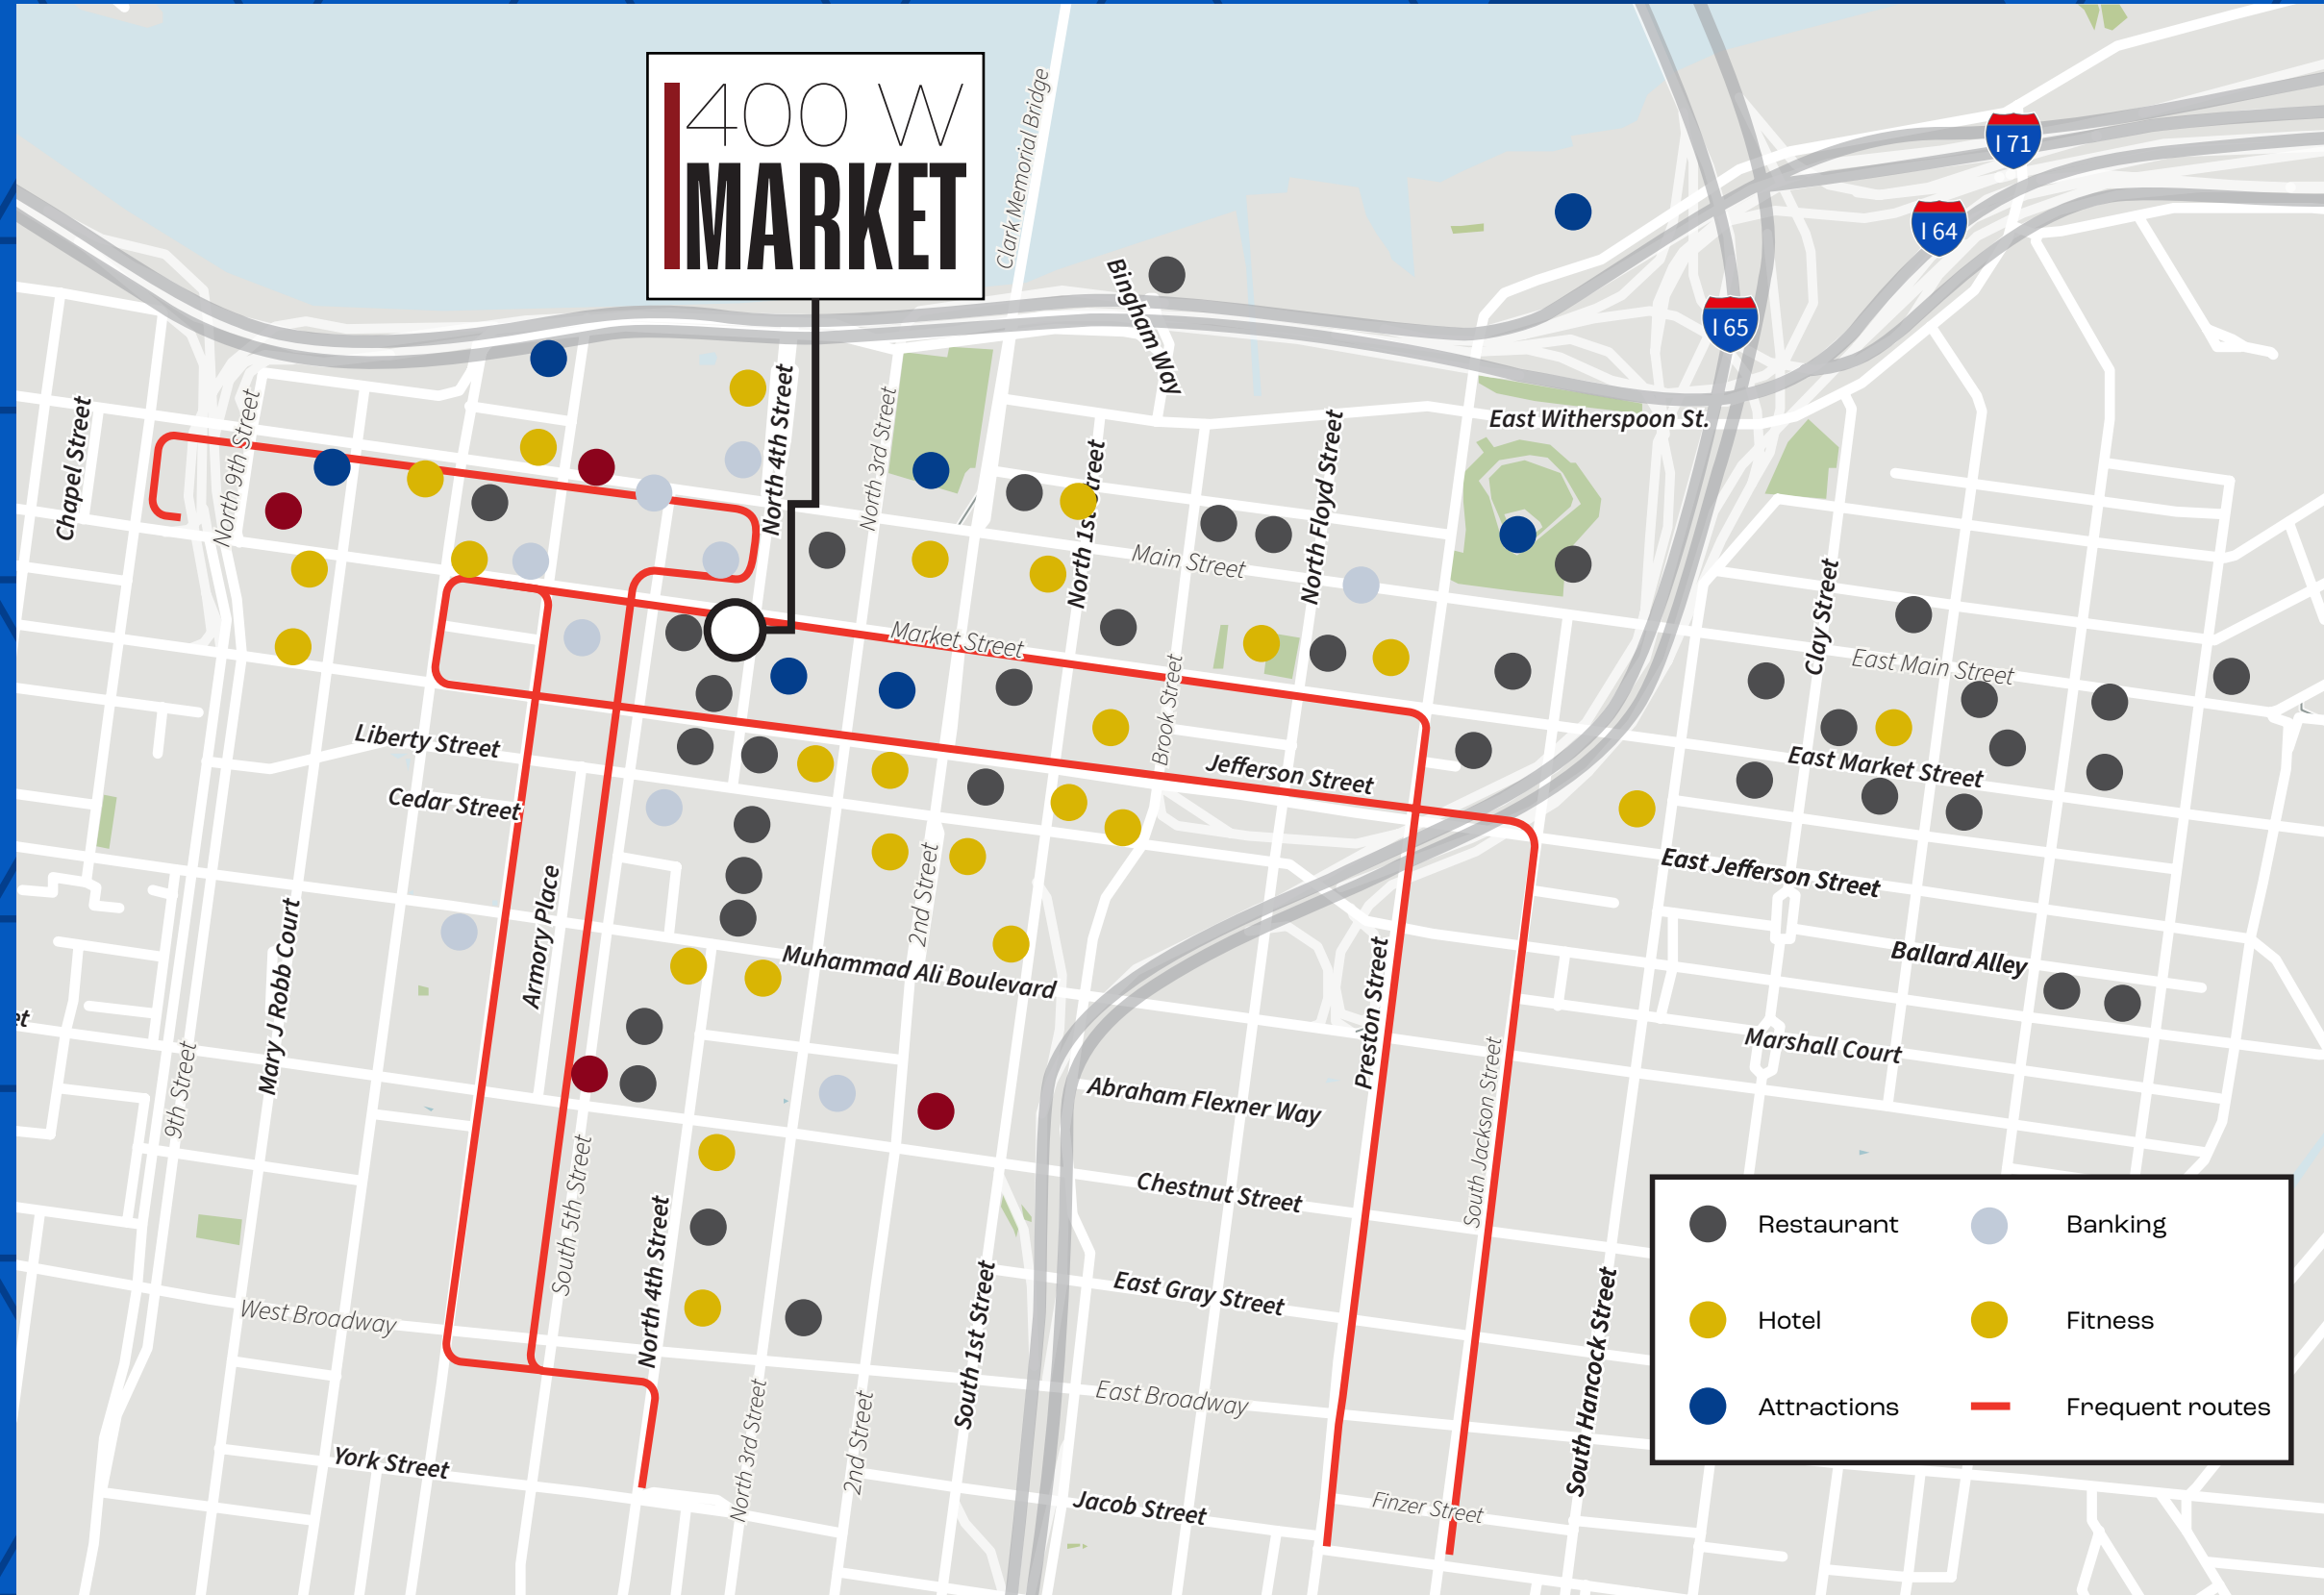 400 W
MARKET
Clark Memorial Bridge
I 71
I 64
I 65
Bingham Way
East Witherspoon St.
Chapel Street
North 9th Street
North 4th Street
North 3rd Street
North 1st Street
North Floyd Street
Main Street
Clay Street
Market Street
East Main Street
Brook Street
Liberty Street
Jefferson Street
East Market Street
Cedar Street
East Jefferson Street
2nd Street
Armory Place
Mary J Robb Court
Muhammad Ali Boulevard
Ballard Alley
Preston Street
et
9th Street
Marshall Court
South Jackson Street
Abraham Flexner Way
South 5th Street
Chestnut Street
North 4th Street
South 1st Street
East Gray Street
South Hancock Street
West Broadway
East Broadway
North 3rd Street
2nd Street
York Street
Jacob Street
Finzer Street
Restaurant
Banking
Hotel
Fitness
Attractions
Frequent routes